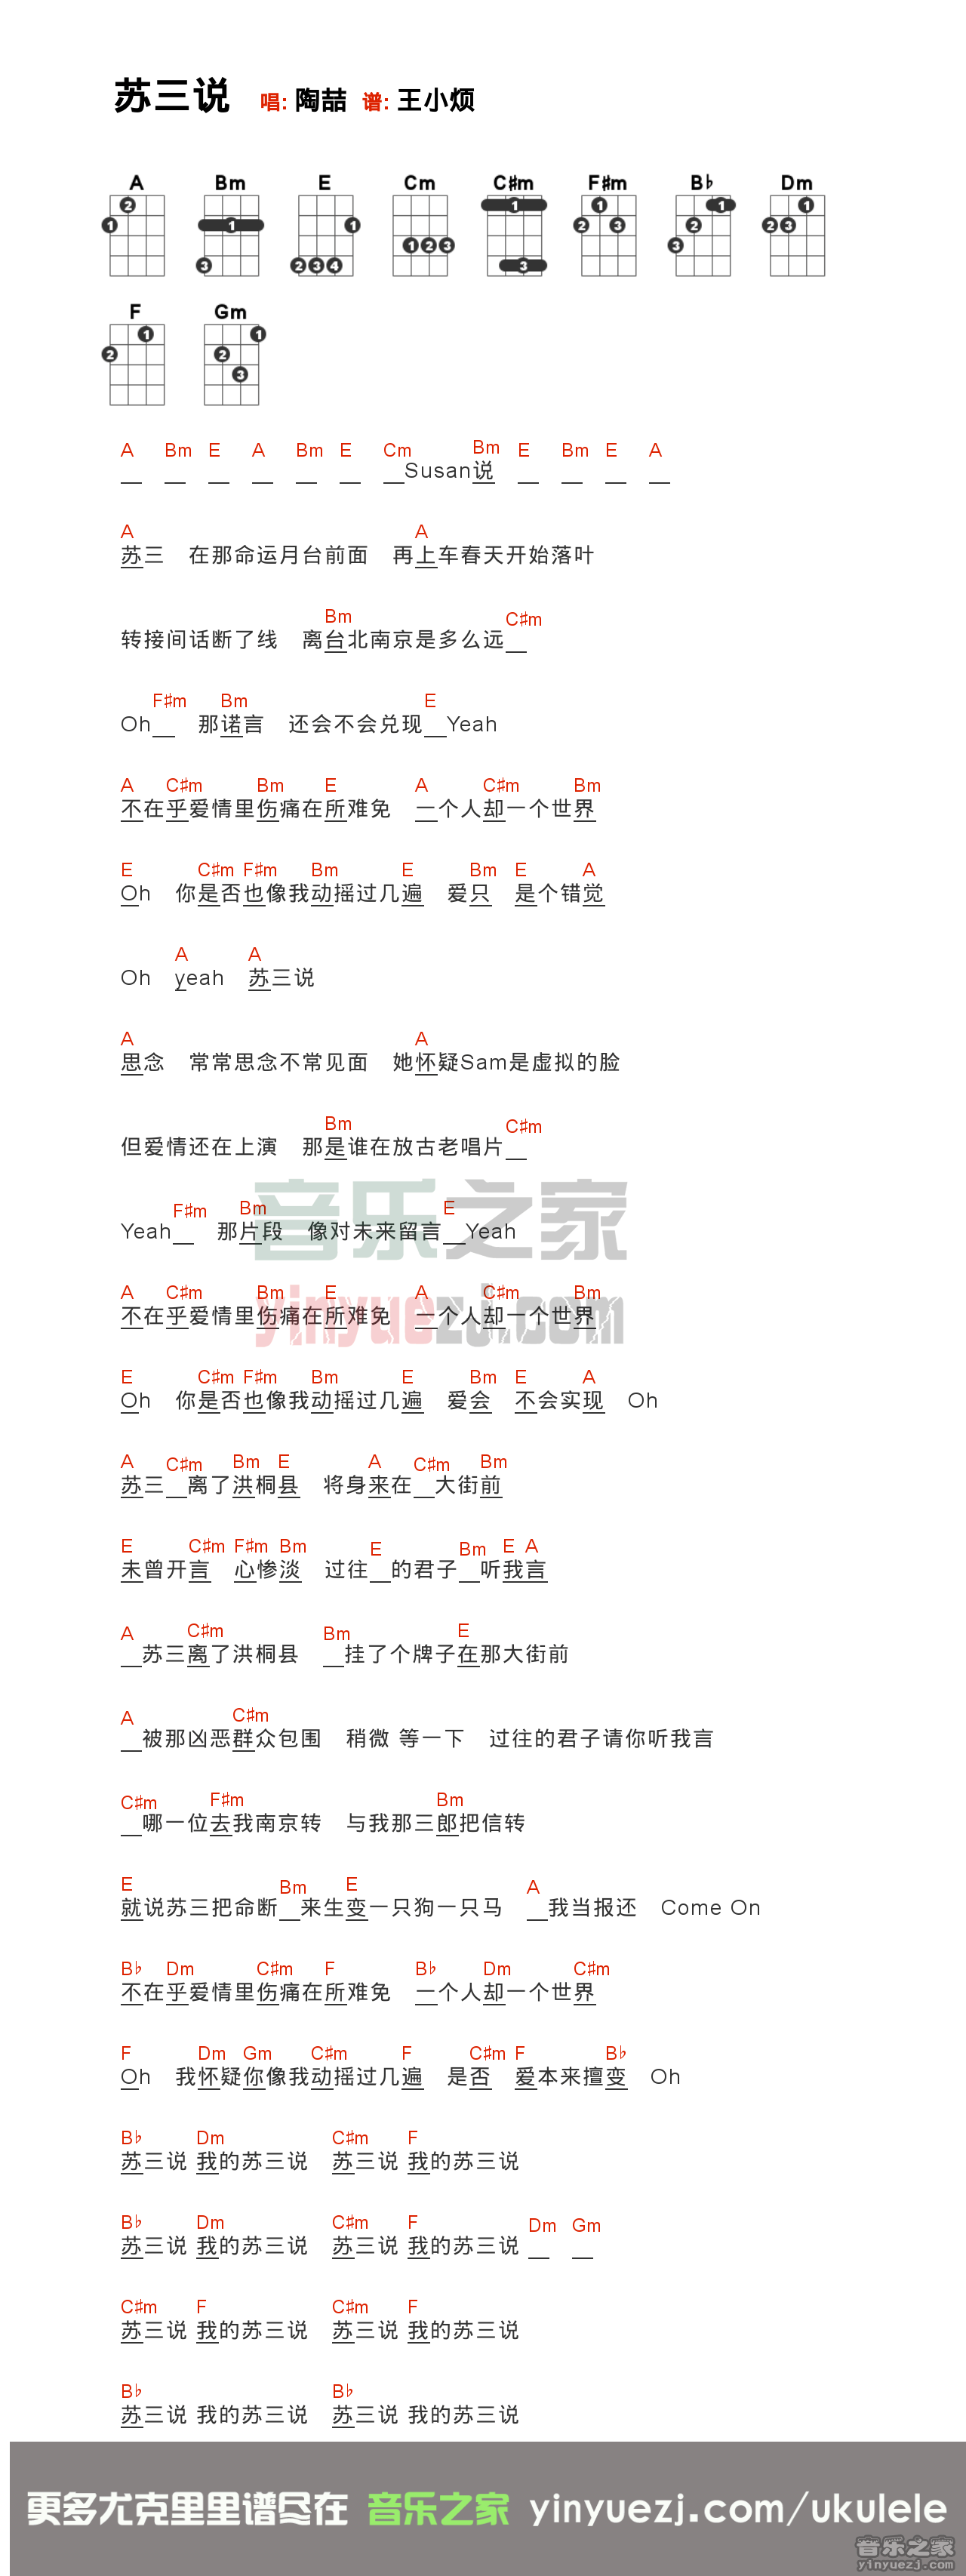 苏三说 唱: 陶喆 谱: 王小烦
A Bm E Cm C♯m F♯m B♭ Dm
1 2 1 3 1 2 3 4 1 2 3 1 3 1 2 3 1 2 3 1 2 3
F Gm
1 2 1 2 3
A Bm E A Bm E Cm Bm E Bm E A
__ __ __ __ __ __ __Susan说 __ __ __ __
A A
苏三 在那命运月台前面 再上车春天开始落叶
Bm C♯m
转接间话断了线 离台北南京是多么远__
F♯m Bm E
Oh__ 那诺言 还会不会兑现__Yeah
A C♯m Bm E A C♯m Bm
不在乎爱情里伤痛在所难免 一个人却一个世界
E C♯m F♯m Bm E Bm E A
Oh 你是否也像我动摇过几遍 爱只 是个错觉
A A
Oh yeah 苏三说
A A
思念 常常思念不常见面 她怀疑Sam是虚拟的脸
Bm C♯m
但爱情还在上演 那是谁在放古老唱片__
F♯m Bm E
Yeah__ 那片段 像对未来留言__Yeah
音乐之家
yinyuezj.com
A C♯m Bm E A C♯m Bm
不在乎爱情里伤痛在所难免 一个人却一个世界
E C♯m F♯m Bm E Bm E A
Oh 你是否也像我动摇过几遍 爱会 不会实现 Oh
A C♯m Bm E A C♯m Bm
苏三__离了洪桐县 将身来在__大街前
E C♯m F♯m Bm E Bm E A
未曾开言 心惨淡 过往__的君子__听我言
A C♯m Bm E
__苏三离了洪桐县 __挂了个牌子在那大街前
A C♯m
__被那凶恶群众包围 稍微 等一下 过往的君子请你听我言
C♯m F♯m Bm
__哪一位去我南京转 与我那三郎把信转
E Bm E A
就说苏三把命断__来生变一只狗一只马 __我当报还 Come On
B♭ Dm C♯m F B♭ Dm C♯m
不在乎爱情里伤痛在所难免 一个人却一个世界
F Dm Gm C♯m F C♯m F B♭
Oh 我怀疑你像我动摇过几遍 是否 爱本来擅变 Oh
B♭ Dm C♯m F
苏三说 我的苏三说 苏三说 我的苏三说
B♭ Dm C♯m F Dm Gm
苏三说 我的苏三说 苏三说 我的苏三说 __ __
C♯m F C♯m F
苏三说 我的苏三说 苏三说 我的苏三说
B♭ B♭
苏三说 我的苏三说 苏三说 我的苏三说
更多尤克里里谱尽在 音乐之家 yinyuezj.com/ukulele
音乐之家
yinyuezj.com